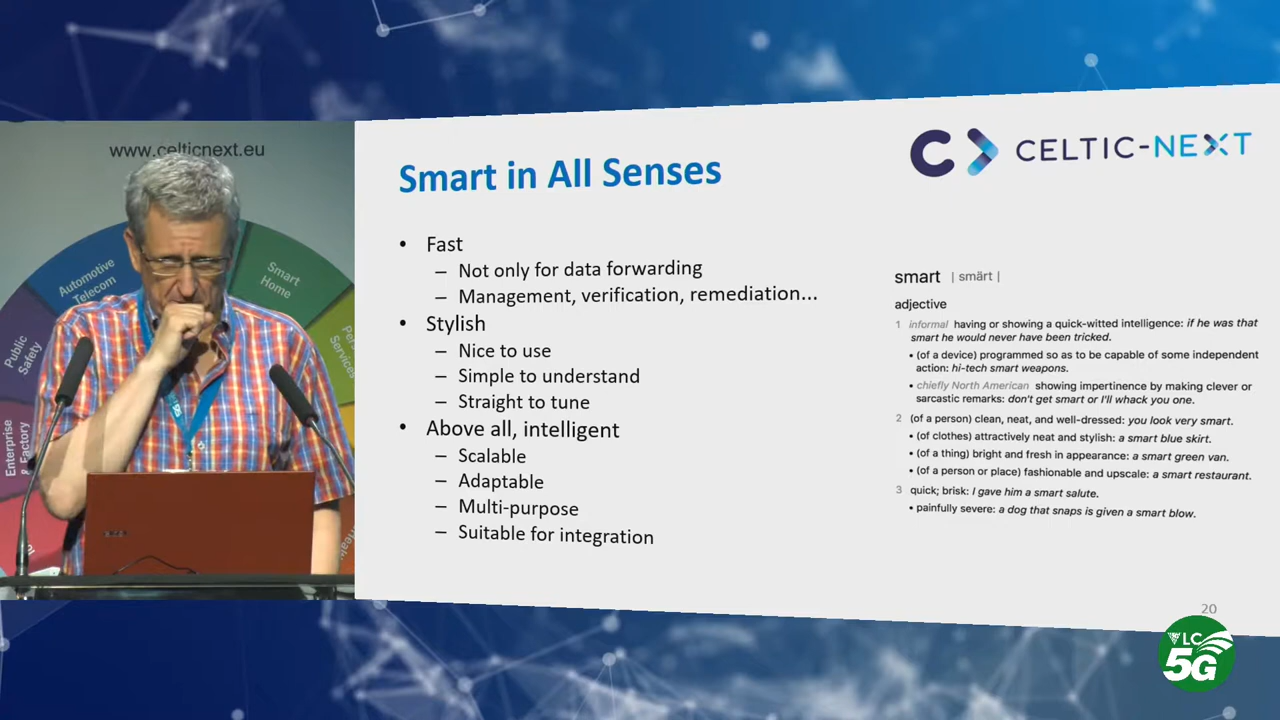 www.celticnext.eu
Automotive
Telecom
Smart
Home
Public
Safety
Enterprise
& Factory
CELTIC-NEXT
Smart in All Senses
• Fast
– Not only for data forwarding
– Management, verification, remediation...
• Stylish
– Nice to use
– Simple to understand
– Straight to tune
• Above all, intelligent
– Scalable
– Adaptable
– Multi-purpose
– Suitable for integration
smart | smärt |
adjective
1 informal having or showing a quick-witted intelligence: if he was that
smart he would never have been tricked.
• (of a device) programmed so as to be capable of some independent
action: hi-tech smart weapons.
• chiefly North American showing impertinence by making clever or
sarcastic remarks: don't get smart or I'll whack you one.
2 (of a person) clean, neat, and well-dressed: you look very smart.
• (of clothes) attractively neat and stylish: a smart blue skirt.
• (of a thing) bright and fresh in appearance: a smart green van.
• (of a person or place) fashionable and upscale: a smart restaurant.
3 quick; brisk: I gave him a smart salute.
• painfully severe: a dog that snaps is given a smart blow.
20
VLC
5G